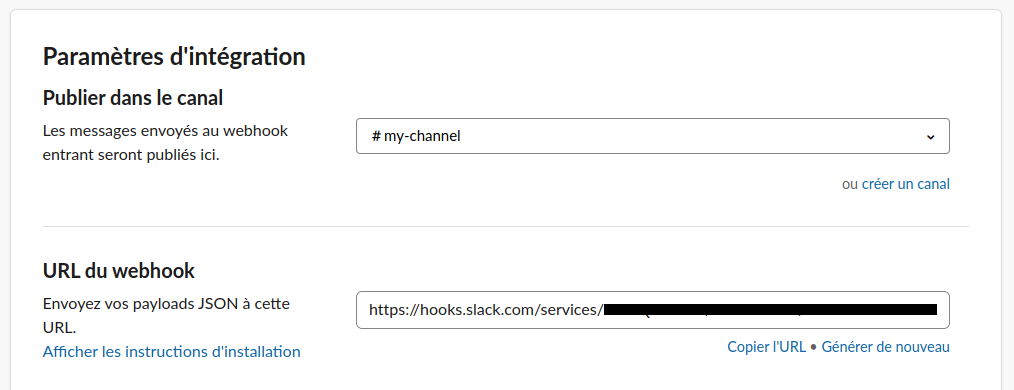 Paramètres d'intégration
Publier dans le canal
Les messages envoyés au webhook
entrant seront publiés ici.
# my-channel
ou créer un canal
URL du webhook
Envoyez vos payloads JSON à cette
URL.
Afficher les instructions d'installation
https://hooks.slack.com/services/
Copier l'URL • Générer de nouveau